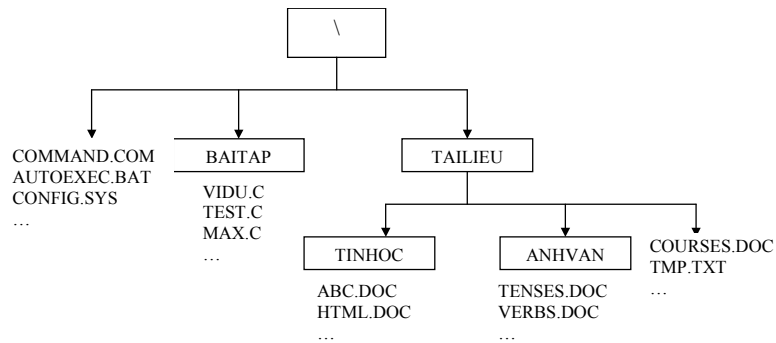 \
COMMAND.COM
AUTOEXEC.BAT
CONFIG.SYS
…
BAITAP
VIDU.C
TEST.C
MAX.C
…
TAILIEU
TINHOC
ABC.DOC
HTML.DOC
…
ANHVAN
TENSES.DOC
VERBS.DOC
…
COURSES.DOC
TMP.TXT
…